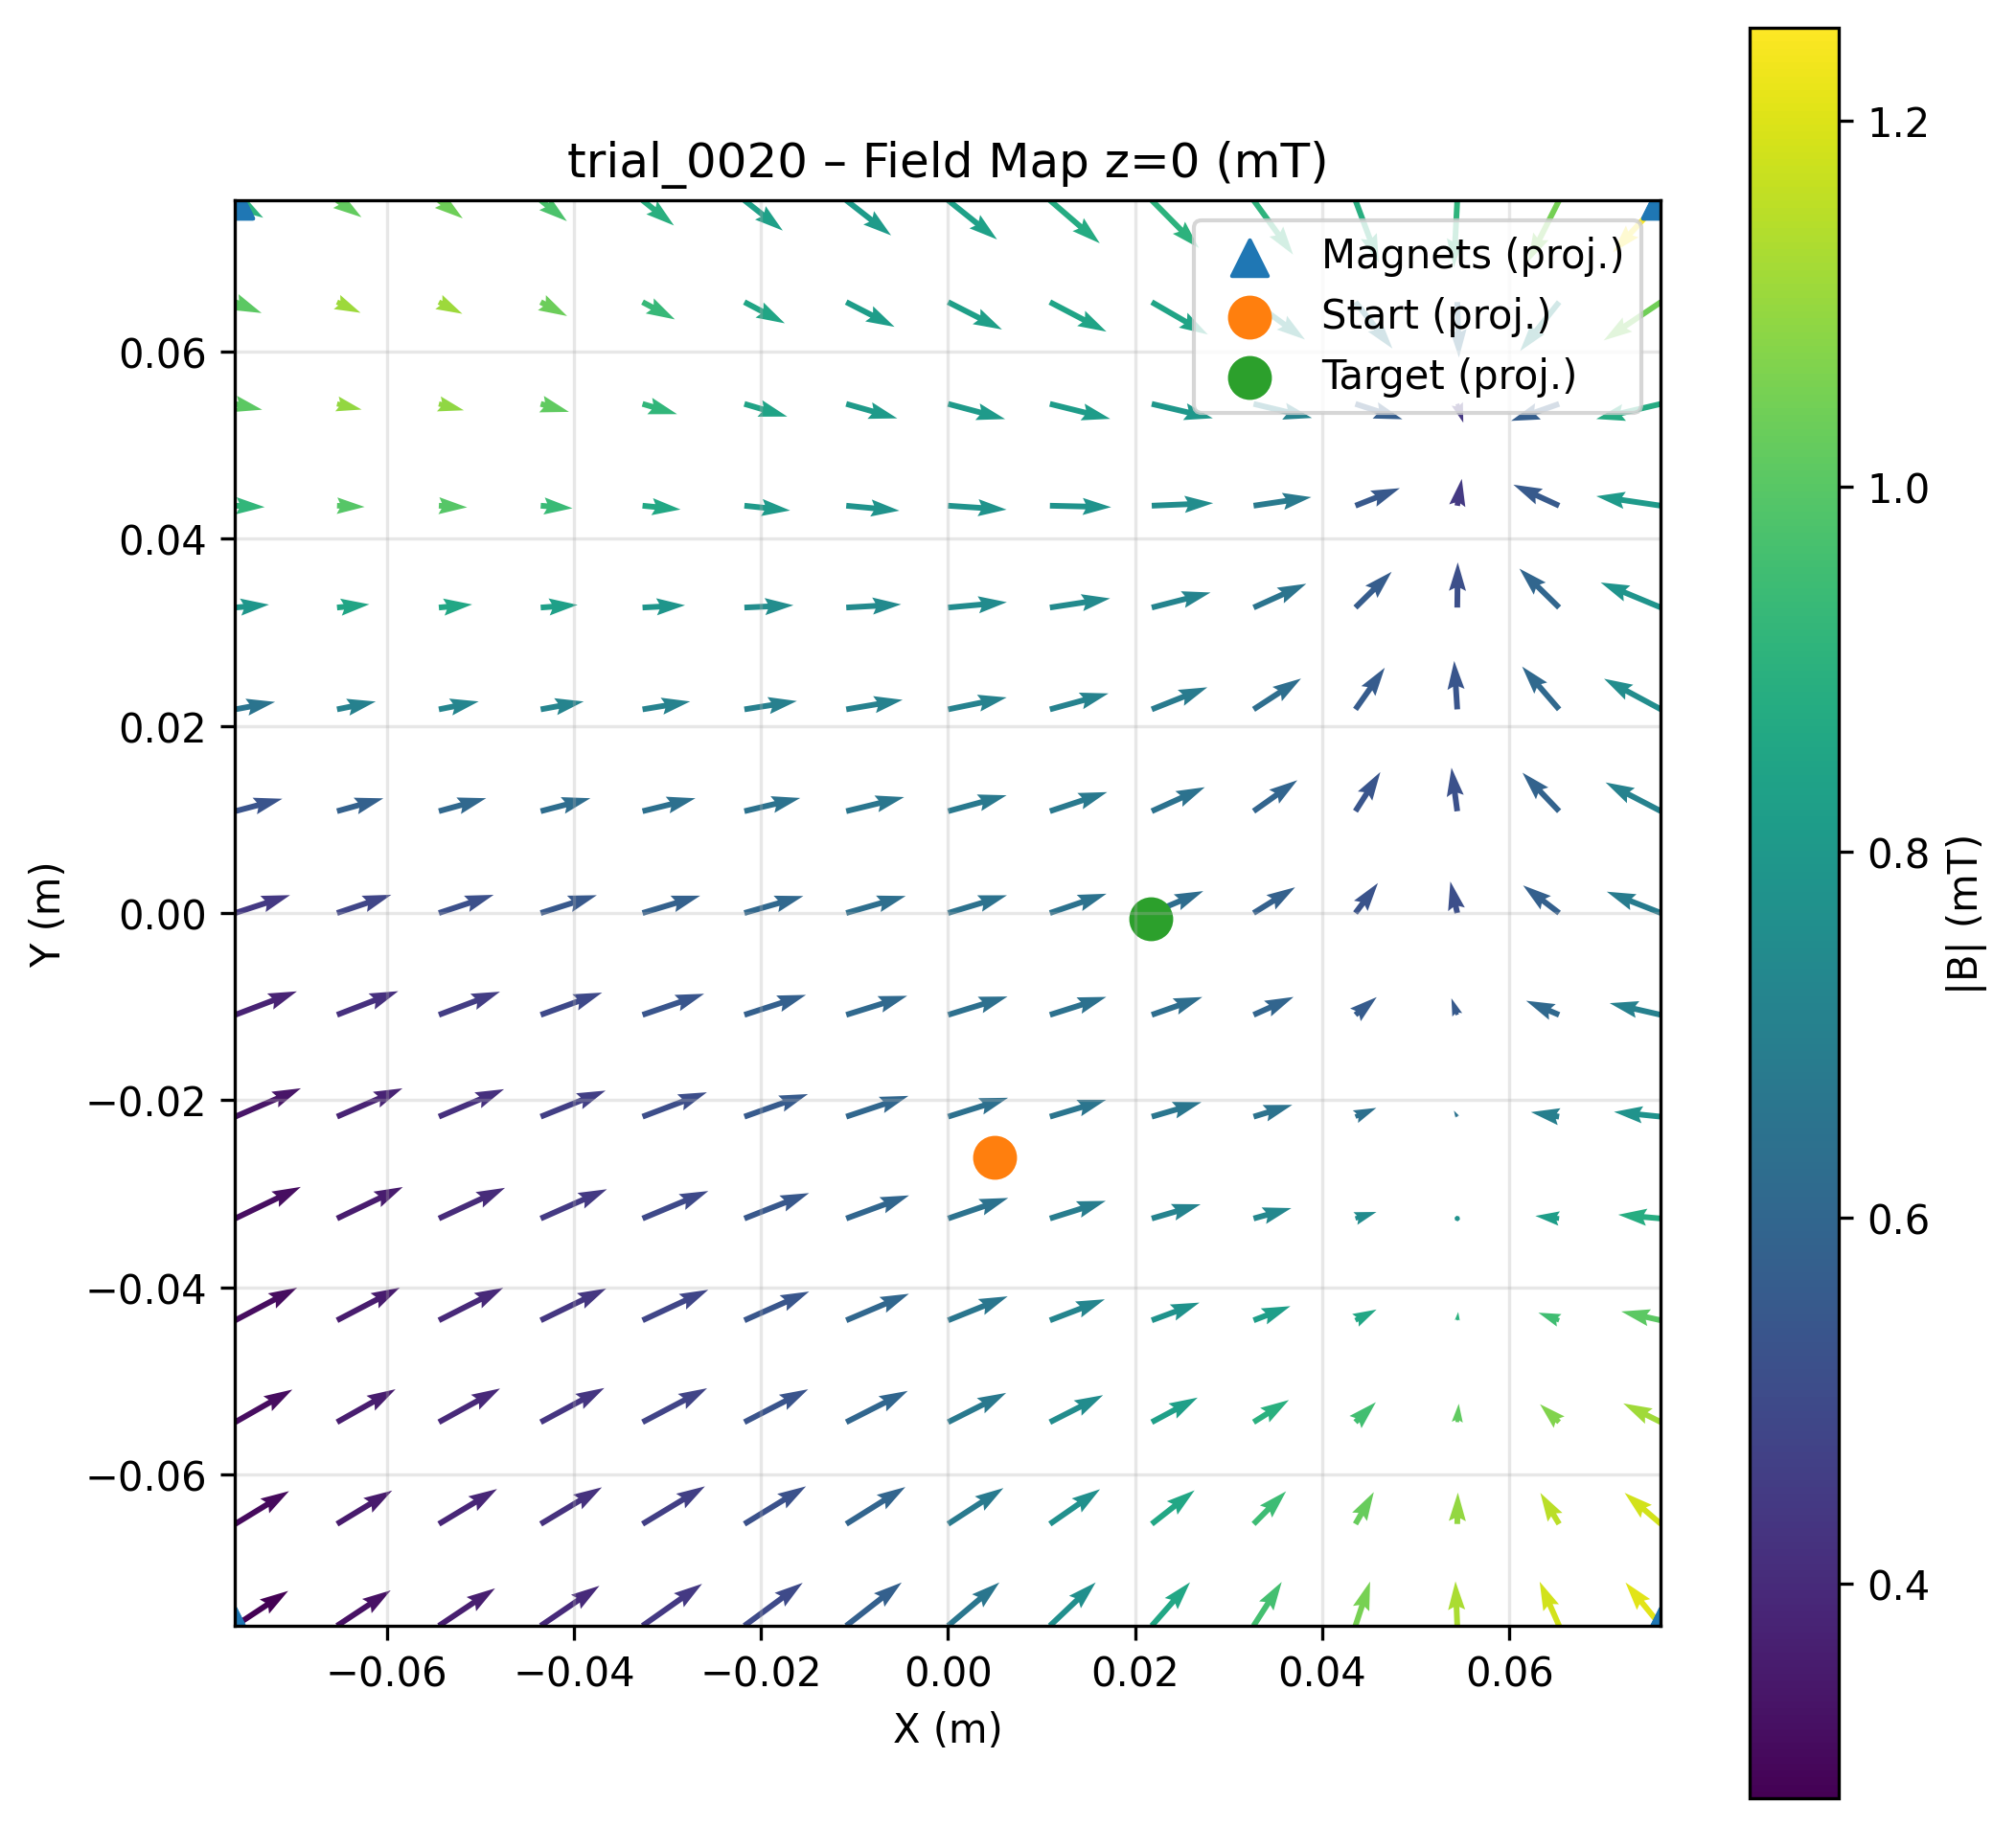 trial_0020 – Field Map z=0 (mT)
Magnets (proj.)
Start (proj.)
Target (proj.)
1.2
1.0
0.8
0.6
0.4
|B| (mT)
0.06
0.04
0.02
0.00
−0.02
−0.04
−0.06
Y (m)
−0.06
−0.04
−0.02
0.00
0.02
0.04
0.06
X (m)